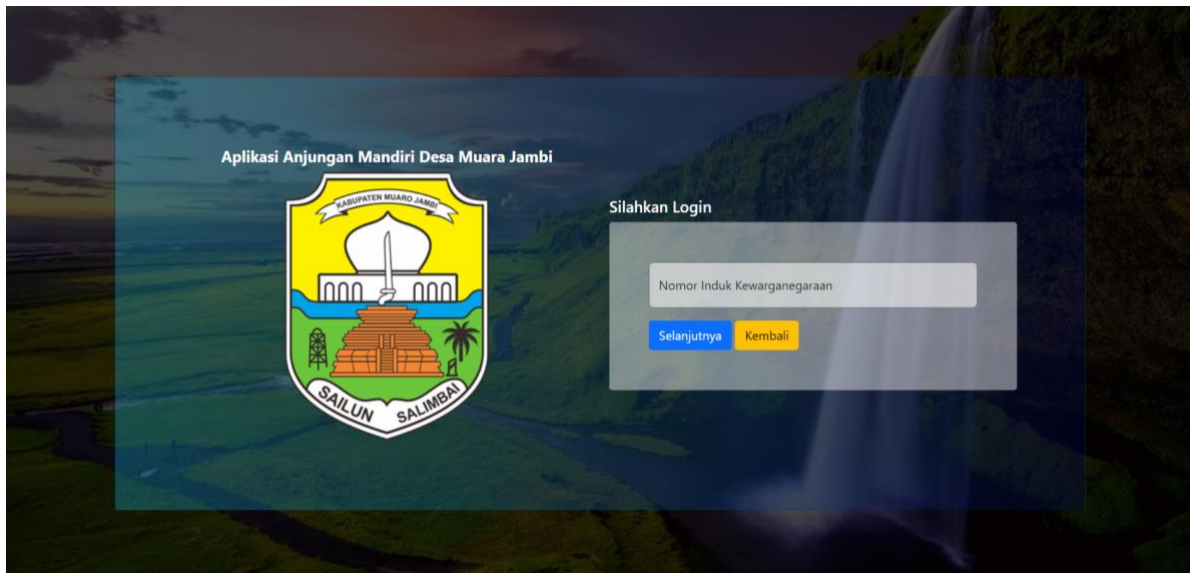 Aplikasi Anjungan Mandiri Desa Muara Jambi
KABUPATEN MUARO JAMBI
SAILUN SALIMBAI
Silahkan Login
Nomor Induk Kewarganegaraan
Selanjutnya Kembali